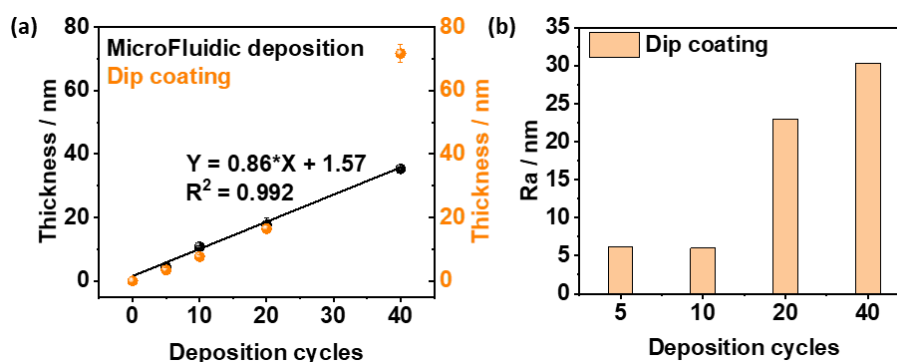 (a)
80
60
40
20
0
Thickness / nm
MicroFluidic deposition
Dip coating
Y = 0.86*X + 1.57
R² = 0.992
80
60
40
20
0
Thickness / nm
0 10 20 30 40
Deposition cycles
(b)
35
30
25
20
15
10
5
0
Ra / nm
Dip coating
5 10 20 40
Deposition cycles